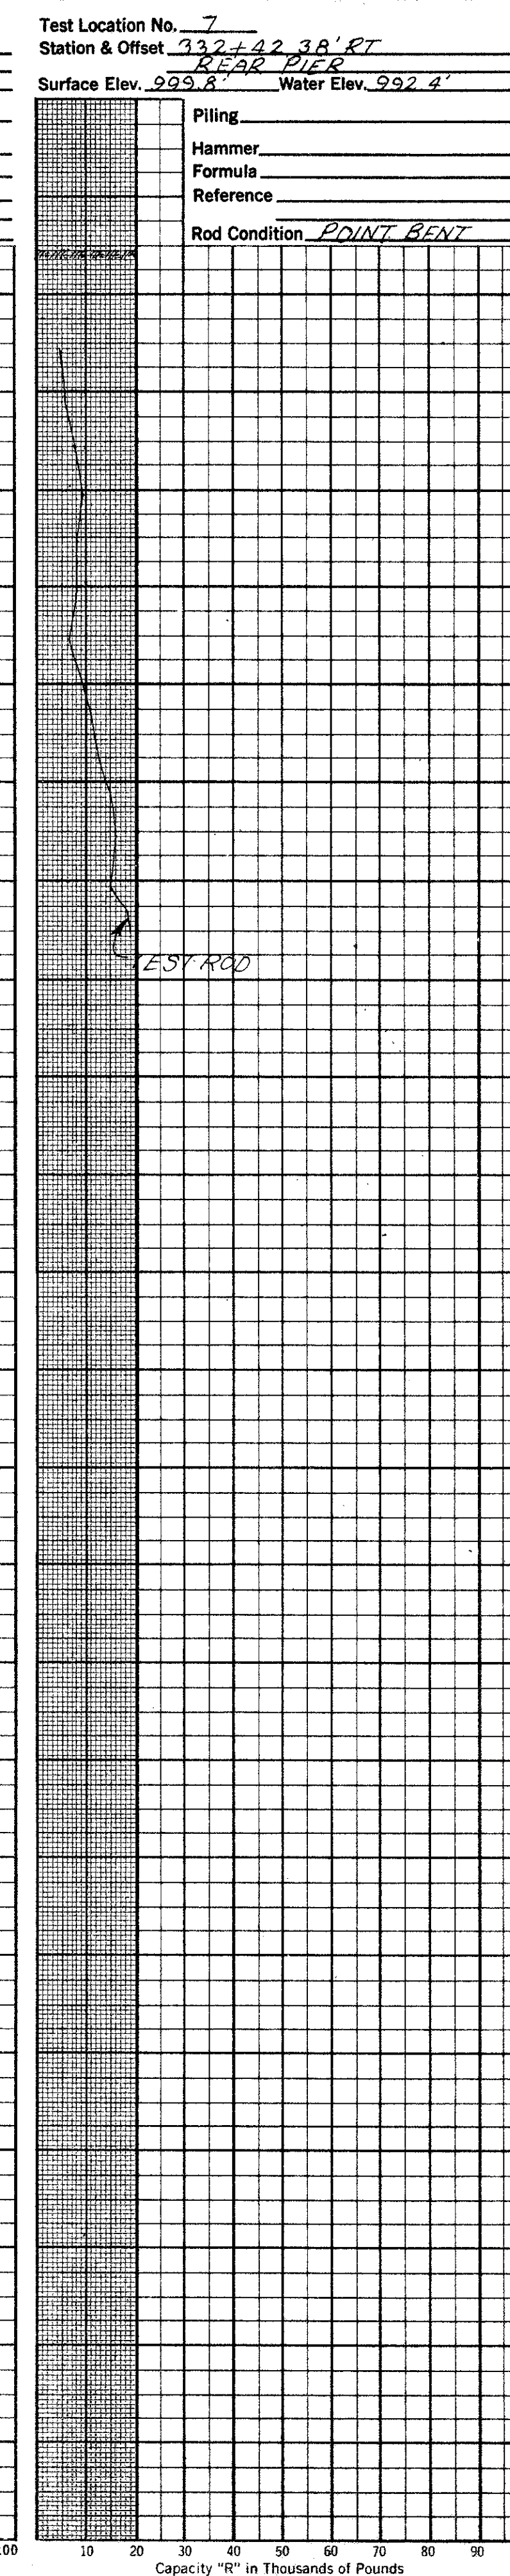 Test Location No. 7
Station & Offset 332+42 38' RT
REAR PIER
Surface Elev. 999.8' Water Elev. 992.4'
Piling
Hammer
Formula
Reference
Rod Condition POINT BENT
TEST ROD
00 10 20 30 40 50 60 70 80 90
Capacity "R" in Thousands of Pounds